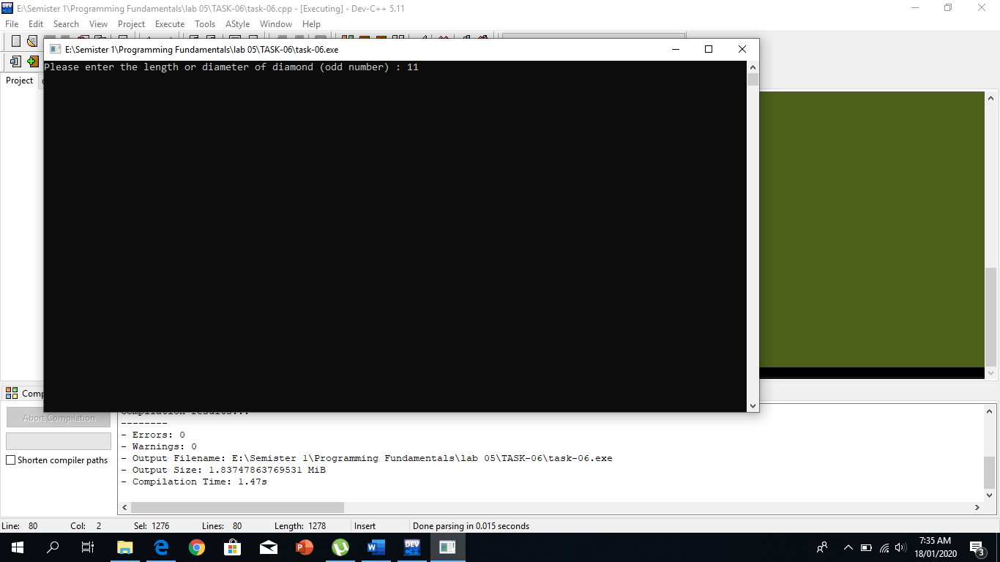 E:\Semister 1\Programming Fundamentals\lab 05\TASK-06\task-06.cpp - [Executing] - Dev-C++ 5.11
File Edit Search View Project Execute Tools AStyle Window Help
E:\Semister 1\Programming Fundamentals\lab 05\TASK-06\task-06.exe
Please enter the length or diameter of diamond (odd number) : 11
Project
Abort Compilation
Shorten compiler paths
Compilation results...
--------
- Errors: 0
- Warnings: 0
- Output Filename: E:\Semister 1\Programming Fundamentals\lab 05\TASK-06\task-06.exe
- Output Size: 1.83747863769531 MiB
- Compilation Time: 1.47s
Line: 80 Col: 2 Sel: 1276 Lines: 80 Length: 1278 Insert Done parsing in 0.015 seconds
DEV
7:35 AM
18/01/2020
3